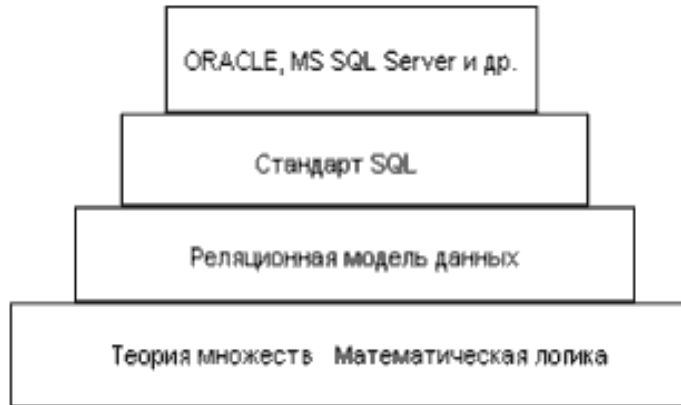 ORACLE, MS SQL Server и др.
Стандарт SQL
Реляционная модель данных
Теория множеств Математическая логика